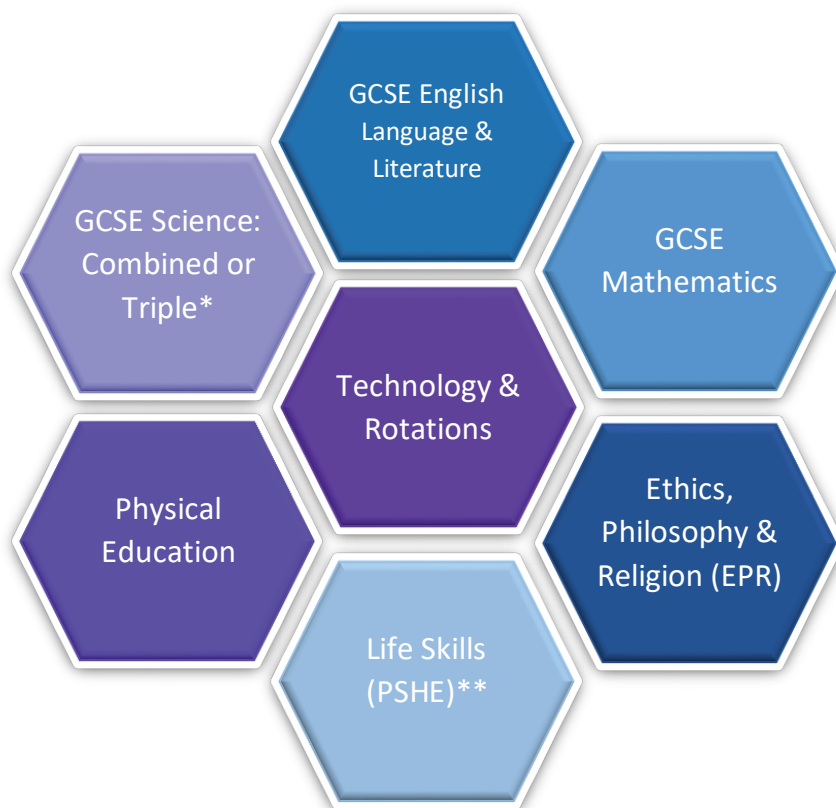 GCSE English
Language &
Literature
GCSE Science:
Combined or
Triple*
GCSE
Mathematics
Technology &
Rotations
Physical
Education
Ethics,
Philosophy &
Religion (EPR)
Life Skills
(PSHE)**